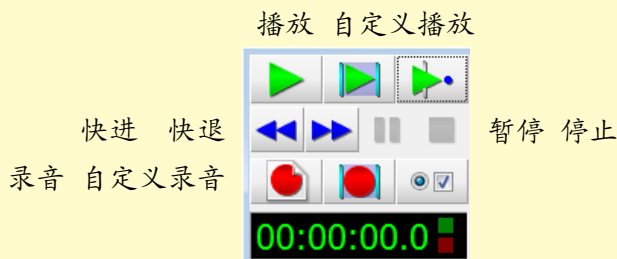 播放 自定义播放
快进 快退
暂停 停止
录音 自定义录音
00:00:00.0